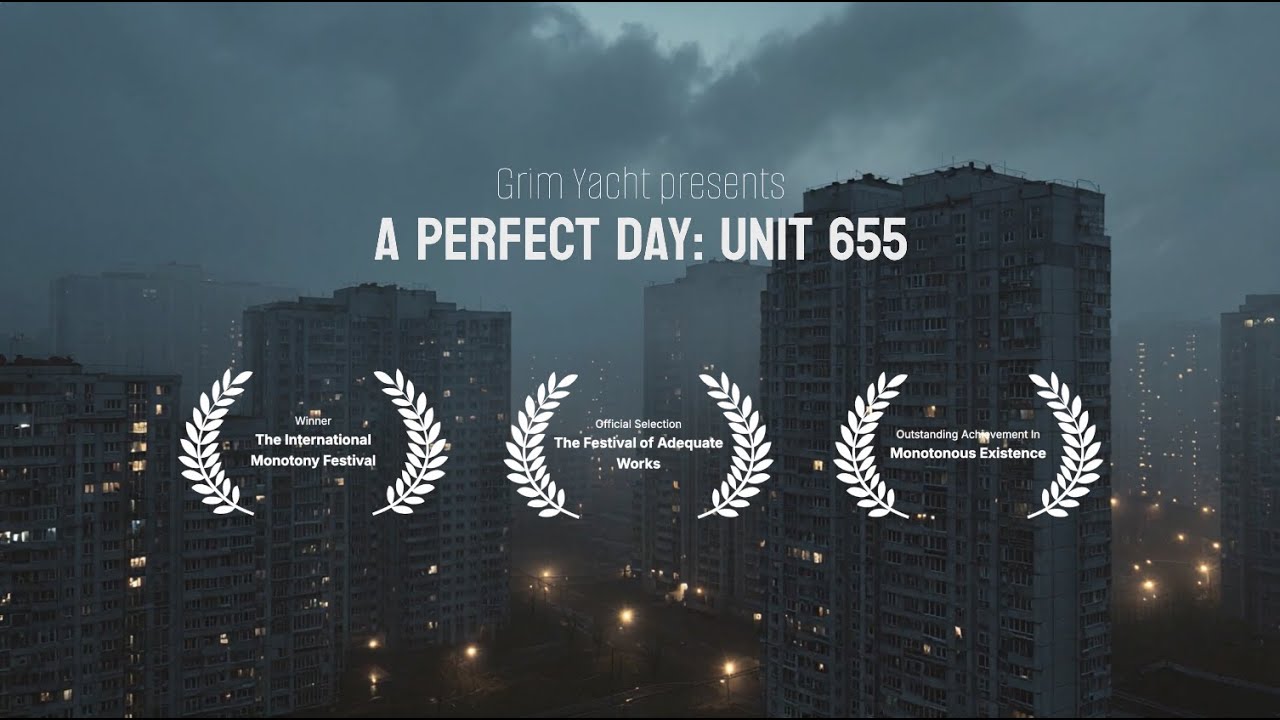 Grim Yacht presents
A PERFECT DAY: UNIT 655
Winner
The International
Monotony Festival
Official Selection
The Festival of Adequate
Works
Outstanding Achievement In
Monotonous Existence